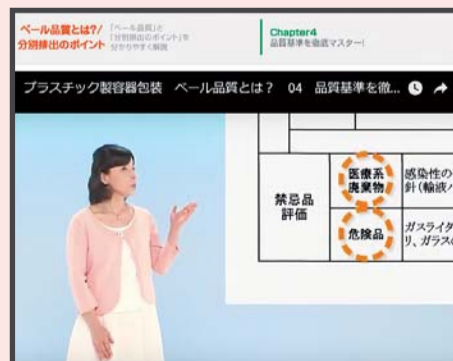 ベール品質とは?/
分別排出のポイント
「ベール品質」と
「分別排出のポイント」を
分かりやすく解説
Chapter4
品質基準を徹底マスター!
プラスチック製容器包装 ベール品質とは? 04 品質基準を徹...
禁忌品
評価
医療系
廃棄物
感染性の
針(輸液
危険品
ガスライタ
リ、ガラス